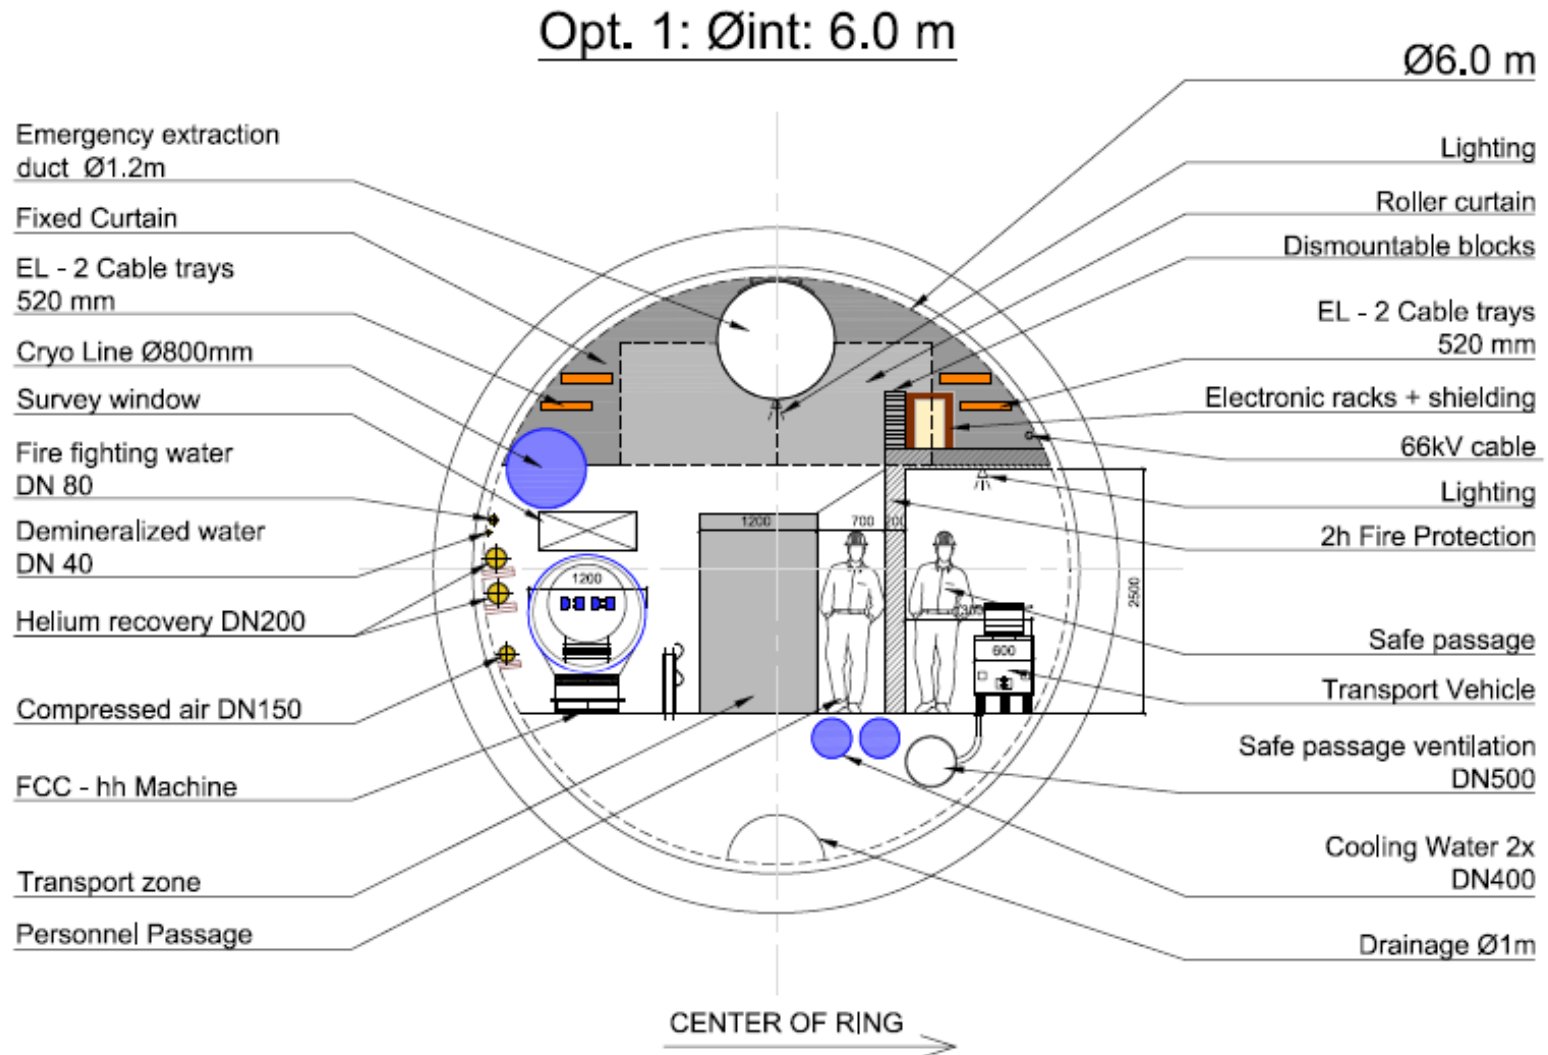 Opt. 1: Øint: 6.0 m
Ø6.0 m
Emergency extraction
duct Ø1.2m
Fixed Curtain
EL - 2 Cable trays
520 mm
Cryo Line Ø800mm
Survey window
Fire fighting water
DN 80
Demineralized water
DN 40
Helium recovery DN200
Compressed air DN150
FCC - hh Machine
Transport zone
Personnel Passage
1200
1200
700
200
600
2500
Lighting
Roller curtain
Dismountable blocks
EL - 2 Cable trays
520 mm
Electronic racks + shielding
66kV cable
Lighting
2h Fire Protection
Safe passage
Transport Vehicle
Safe passage ventilation
DN500
Cooling Water 2x
DN400
Drainage Ø1m
CENTER OF RING